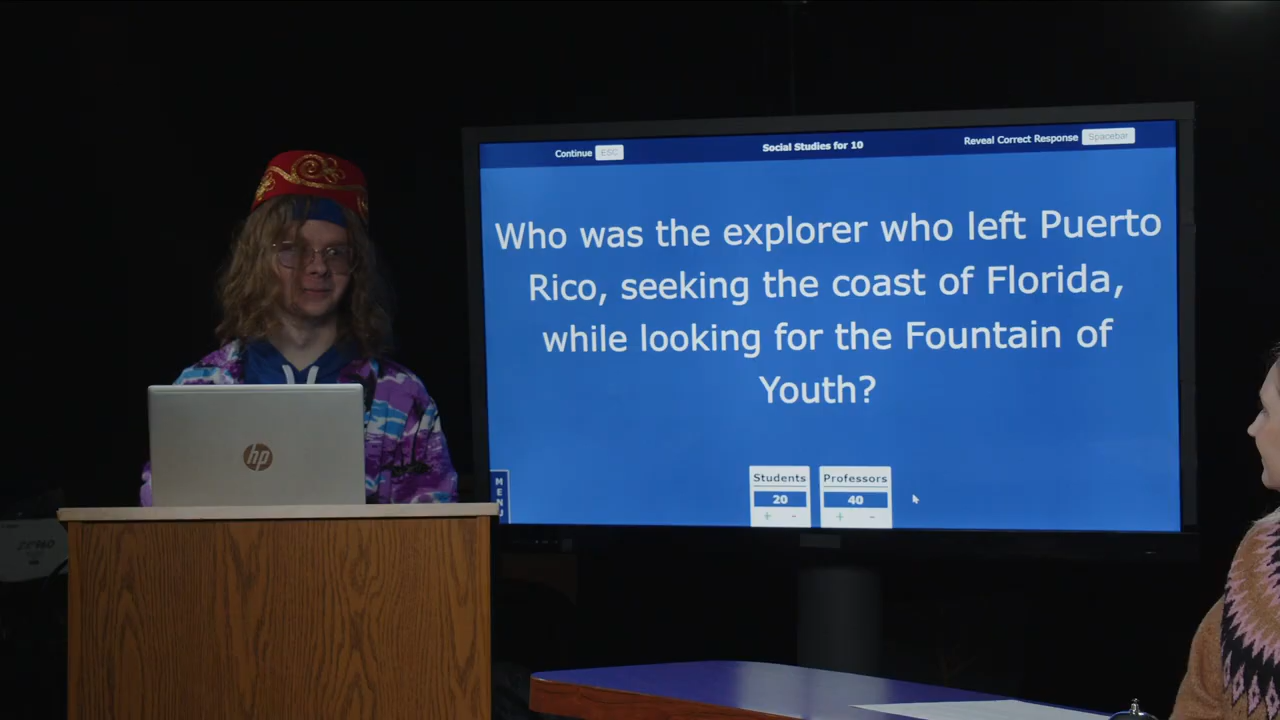 Continue ESC
Social Studies for 10
Reveal Correct Response Spacebar
Who was the explorer who left Puerto
Rico, seeking the coast of Florida,
while looking for the Fountain of
Youth?
Students
20
+ -
Professors
40
+ -
hp